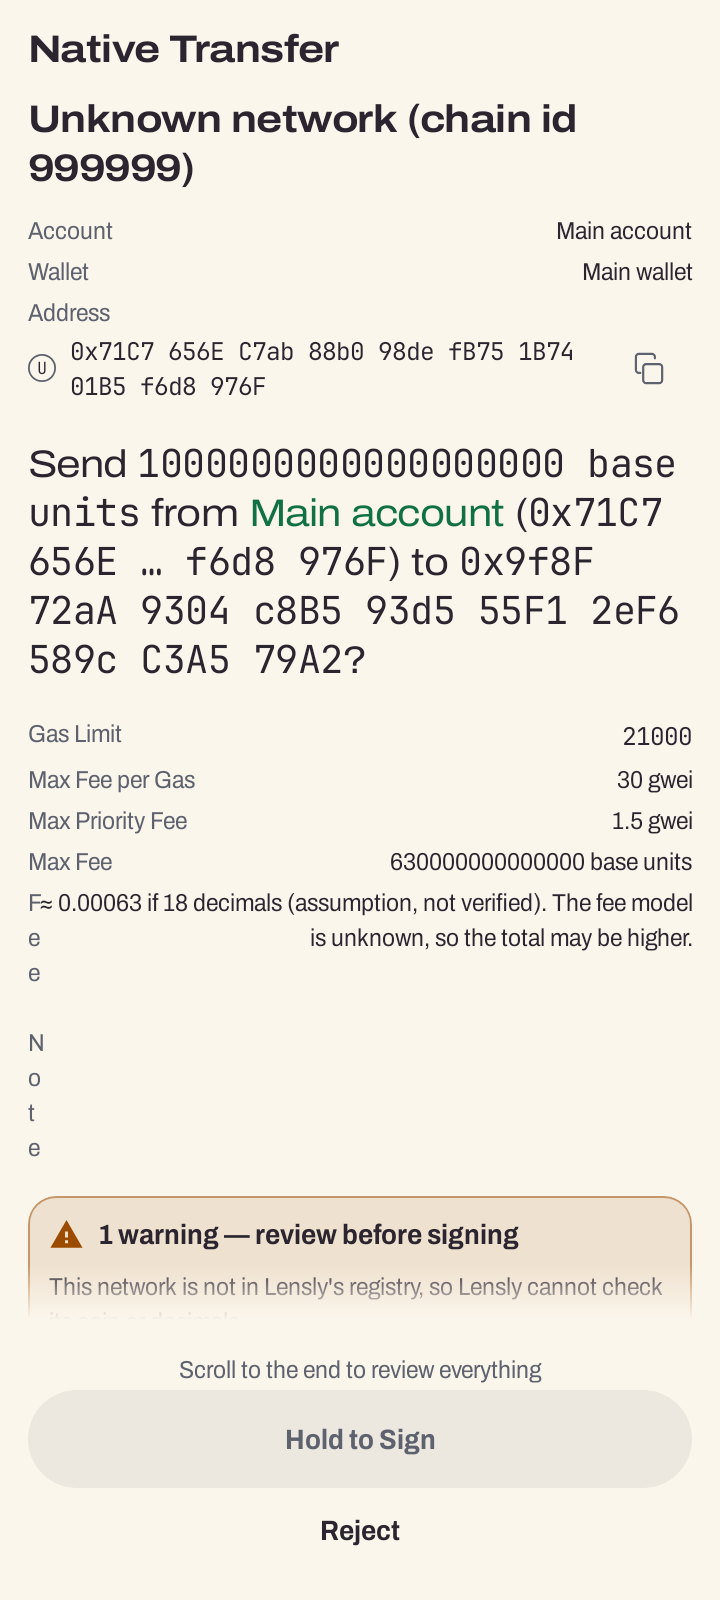 Native Transfer
Unknown network (chain id
999999)
Account Main account
Wallet Main wallet
Address
U 0x71C7 656E C7ab 88b0 98de fB75 1B74
01B5 f6d8 976F
Send 1000000000000000000 base
units from Main account (0x71C7
656E … f6d8 976F) to 0x9f8F
72aA 9304 c8B5 93d5 55F1 2eF6
589c C3A5 79A2?
Gas Limit 21000
Max Fee per Gas 30 gwei
Max Priority Fee 1.5 gwei
Max Fee 630000000000000 base units
Fee Note ≈ 0.00063 if 18 decimals (assumption, not verified). The fee model
is unknown, so the total may be higher.
1 warning — review before signing
This network is not in Lensly's registry, so Lensly cannot check
Scroll to the end to review everything
Hold to Sign
Reject